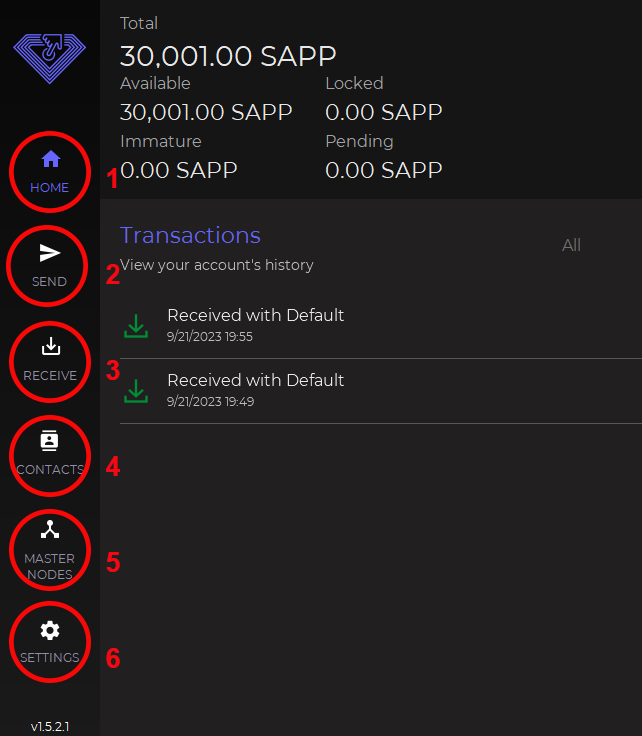 HOME
1
SEND
2
RECEIVE
3
CONTACTS
4
MASTER
NODES
5
SETTINGS
6
v1.5.2.1
Total
30,001.00 SAPP
Available
Locked
30,001.00 SAPP
0.00 SAPP
Immature
Pending
0.00 SAPP
0.00 SAPP
Transactions
All
View your account's history
Received with Default
9/21/2023 19:55
Received with Default
9/21/2023 19:49